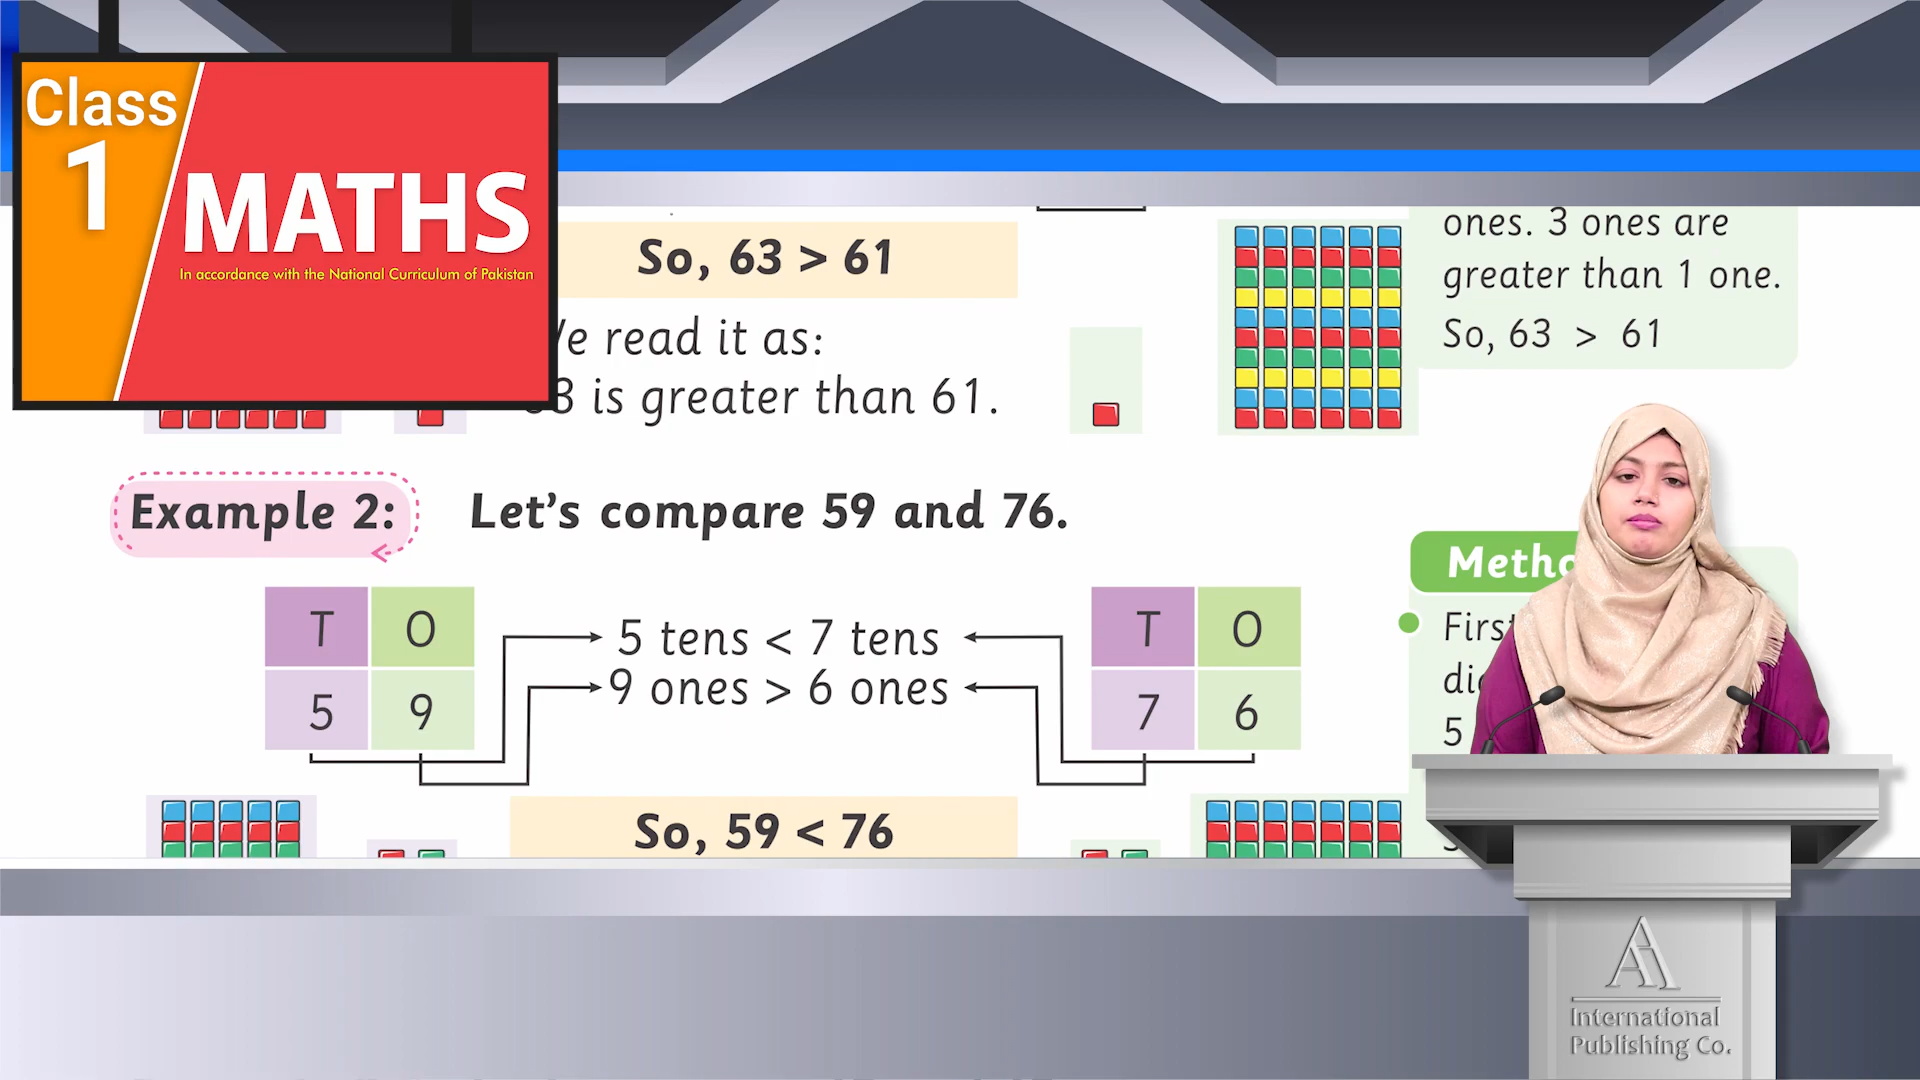 Class
1
MATHS
In accordance with the National Curriculum of Pakistan
So, 63 > 61
read it as:
is greater than 61.
ones. 3 ones are
greater than 1 one.
So, 63 > 61
Example 2:
Let's compare 59 and 76.
T O
5 9
5 tens < 7 tens
9 ones > 6 ones
T O
7 6
So, 59 < 76
5
International
Publishing Co.